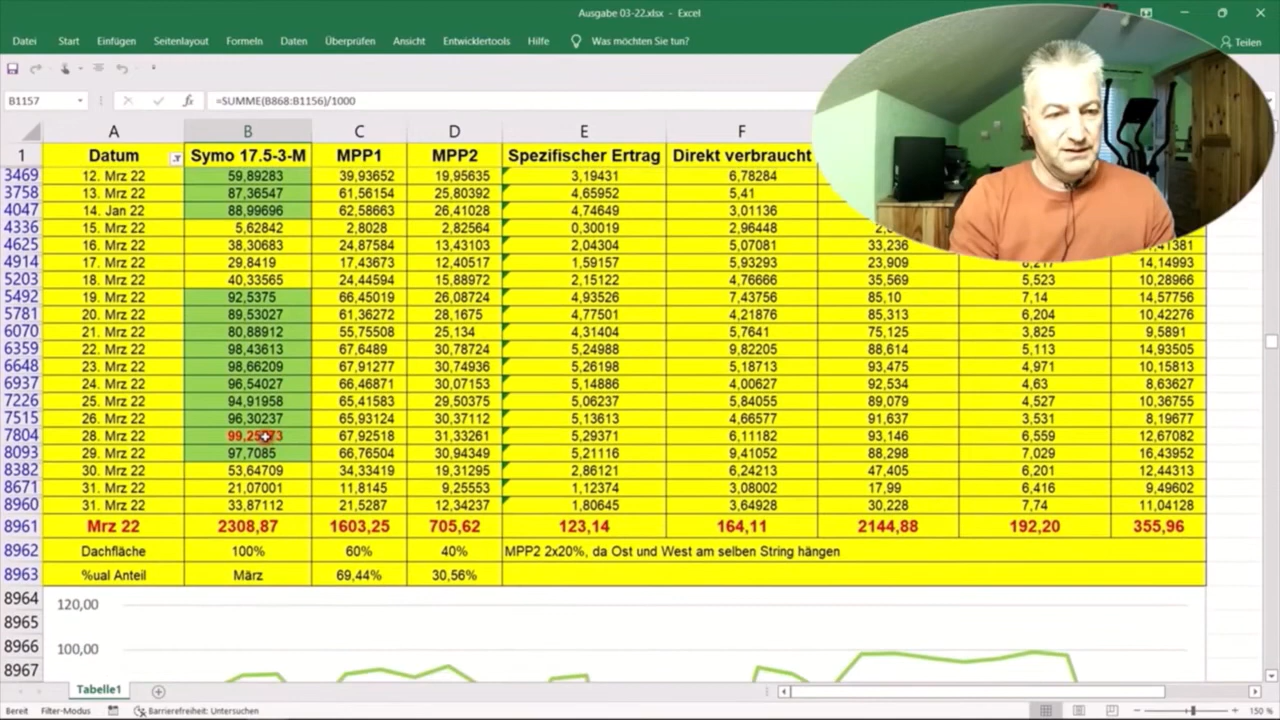 Ausgabe 03-22.xlsx - Excel
Datei Start Einfügen Seitenlayout Formeln Daten Überprüfen Ansicht Entwicklertools Hilfe Was möchten Sie tun? Teilen
B1157 fx =SUMME(B868:B1156)/1000
A B C D E F
1 Datum Symo 17.5-3-M MPP1 MPP2 Spezifischer Ertrag Direkt verbraucht
3469 12. Mrz 22 59,89283 39,93652 19,95635 3,19431 6,78284
3758 13. Mrz 22 87,36547 61,56154 25,80392 4,65952 5,41
4047 14. Jan 22 88,99696 62,58663 26,41028 4,74649 3,01136
4336 15. Mrz 22 5,62842 2,8028 2,82564 0,30019 2,96448
4625 16. Mrz 22 38,30683 24,87584 13,43103 2,04304 5,07081 33,236
4914 17. Mrz 22 29,8419 17,43673 12,40517 1,59157 5,93293 23,909 14,14993
5203 18. Mrz 22 40,33565 24,44594 15,88972 2,15122 4,76666 35,569 5,523 10,28966
5492 19. Mrz 22 92,5375 66,45019 26,08724 4,93526 7,43756 85,10 7,14 14,57756
5781 20. Mrz 22 89,53027 61,36272 28,1675 4,77501 4,21876 85,313 6,204 10,42276
6070 21. Mrz 22 80,88912 55,75508 25,134 4,31404 5,7641 75,125 3,825 9,5891
6359 22. Mrz 22 98,43613 67,6489 30,78724 5,24988 9,82205 88,614 5,113 14,93505
6648 23. Mrz 22 98,66209 67,91277 30,74936 5,26198 5,18713 93,475 4,971 10,15813
6937 24. Mrz 22 96,54027 66,46871 30,07153 5,14886 4,00627 92,534 4,63 8,63627
7226 25. Mrz 22 94,91958 65,41583 29,50375 5,06237 5,84055 89,079 4,527 10,36755
7515 26. Mrz 22 96,30237 65,93124 30,37112 5,13613 4,66577 91,637 3,531 8,19677
7804 28. Mrz 22 67,92518 31,33261 5,29371 6,11182 93,146 6,559 12,67082
8093 29. Mrz 22 97,7085 66,76504 30,94349 5,21116 9,41052 88,298 7,029 16,43952
8382 30. Mrz 22 53,64709 34,33419 19,31295 2,86121 6,24213 47,405 6,201 12,44313
8671 31. Mrz 22 21,07001 11,8145 9,25553 1,12374 3,08002 17,99 6,416 9,49602
8960 31. Mrz 22 33,87112 21,5287 12,34237 1,80645 3,64928 30,228 7,74 11,04128
8961 Mrz 22 2308,87 1603,25 705,62 123,14 164,11 2144,88 192,20 355,96
8962 Dachfläche 100% 60% 40% MPP2 2x20%, da Ost und West am selben String hängen
8963 %ual Anteil März 69,44% 30,56%
8964 120,00
8965
8966 100,00
8967
Tabelle1
Bereit Filter-Modus Barrierefreiheit: Untersuchen 150 %